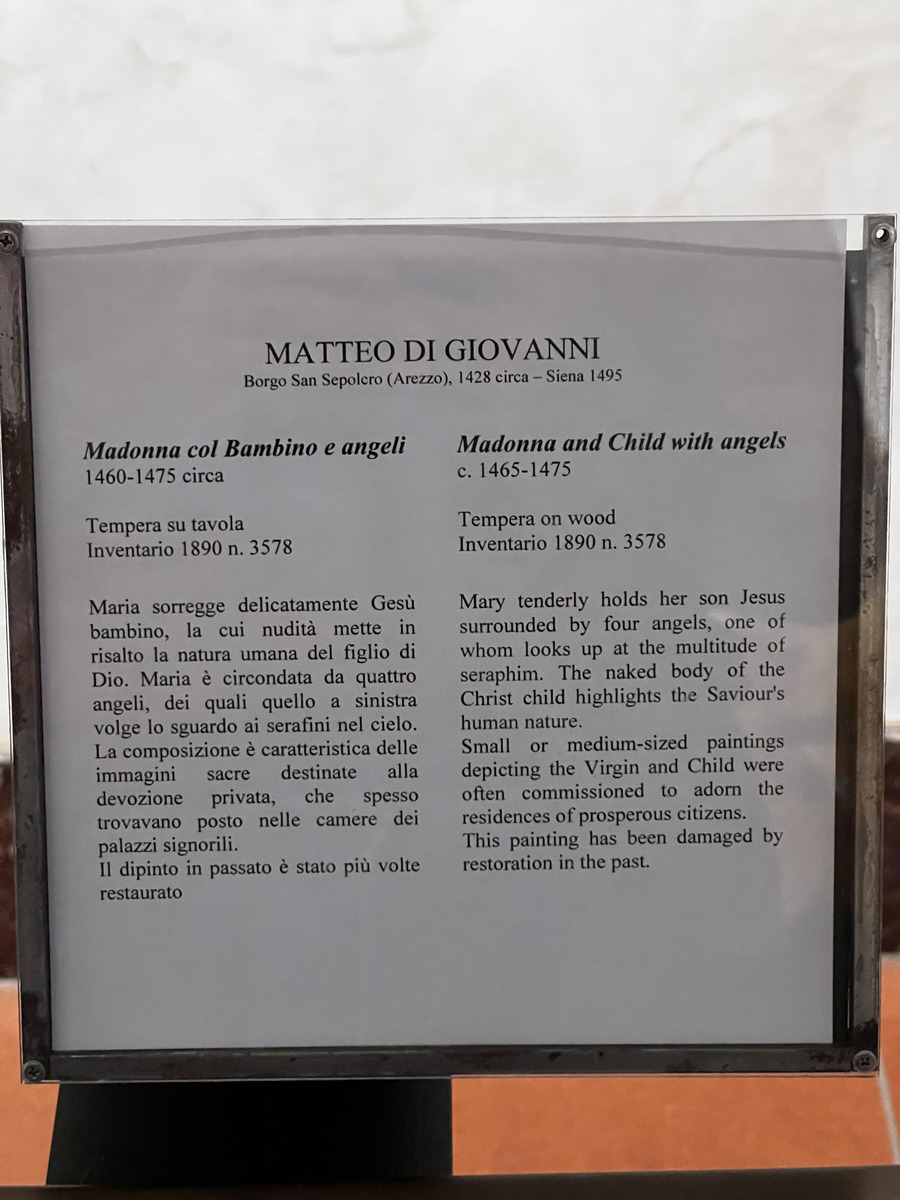 MATTEO DI GIOVANNI
Borgo San Sepolcro (Arezzo), 1428 circa – Siena 1495
Madonna col Bambino e angeli
1460-1475 circa
Tempera su tavola
Inventario 1890 n. 3578
Maria sorregge delicatamente Gesù
bambino, la cui nudità mette in
risalto la natura umana del figlio di
Dio. Maria è circondata da quattro
angeli, dei quali quello a sinistra
volge lo sguardo ai serafini nel cielo.
La composizione è caratteristica delle
immagini sacre destinate alla
devozione privata, che spesso
trovavano posto nelle camere dei
palazzi signorili.
Il dipinto in passato è stato più volte
restaurato
Madonna and Child with angels
c. 1465-1475
Tempera on wood
Inventario 1890 n. 3578
Mary tenderly holds her son Jesus
surrounded by four angels, one of
whom looks up at the multitude of
seraphim. The naked body of the
Christ child highlights the Saviour's
human nature.
Small or medium-sized paintings
depicting the Virgin and Child were
often commissioned to adorn the
residences of prosperous citizens.
This painting has been damaged by
restoration in the past.